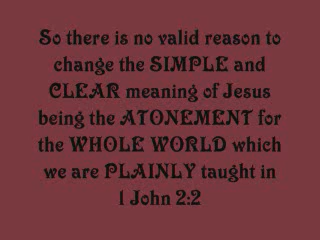 So there is no valid reason to
change the SIMPLE and
CLEAR meaning of Jesus
being the ATONEMENT for
the WHOLE WORLD which
we are PLAINLY taught in
1 John 2:2